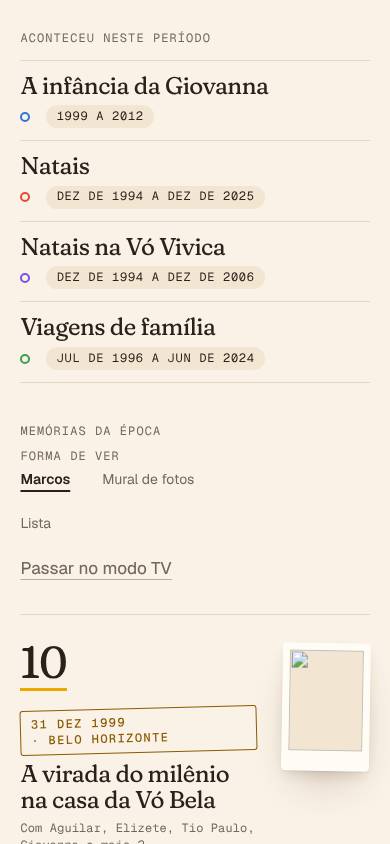 ACONTECEU NESTE PERÍODO
A infância da Giovanna
1999 A 2012
Natais
DEZ DE 1994 A DEZ DE 2025
Natais na Vó Vivica
DEZ DE 1994 A DEZ DE 2006
Viagens de família
JUL DE 1996 A JUN DE 2024
MEMÓRIAS DA ÉPOCA
FORMA DE VER
Marcos Mural de fotos
Lista
Passar no modo TV
10
31 DEZ 1999
· BELO HORIZONTE
A virada do milênio
na casa da Vó Bela
Com Aguilar, Elizete, Tio Paulo,